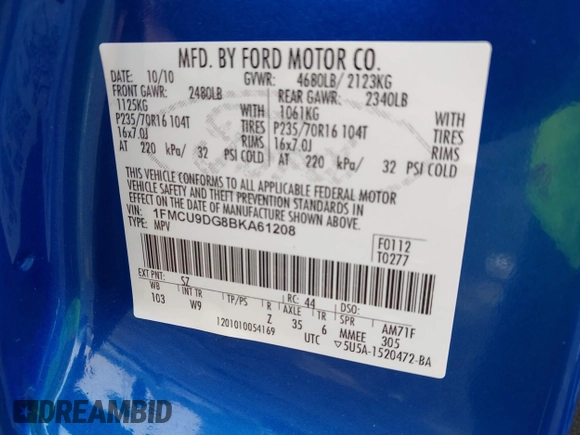 MFD. BY FORD MOTOR CO.
DATE: 10/10 GVWR: 4680LB/ 2123KG
FRONT GAWR: 2480LB REAR GAWR: 2340LB
1125KG WITH 1061KG WITH
P235/70R16 104T TIRES P235/70R16 104T TIRES
16x7.0J RIMS 16x7.0J RIMS
AT 220 kPa/ 32 PSI COLD AT 220 kPa/ 32 PSI COLD
THIS VEHICLE CONFORMS TO ALL APPLICABLE FEDERAL MOTOR
VEHICLE SAFETY AND THEFT PREVENTION STANDARDS IN
EFFECT ON THE DATE OF MANUFACTURE SHOWN ABOVE.
VIN: 1FMCU9DG8BKA61208
TYPE: MPV
F0112
T0277
EXT PNT: SZ RC: 44 DSO:
WB INT TR TP/PS R AXLE TR SPR AM71F
103 W9 Z 35 6 MMEE 305
1201010054169 UTC ▽5U5A-1520472-BA
DREAMBID